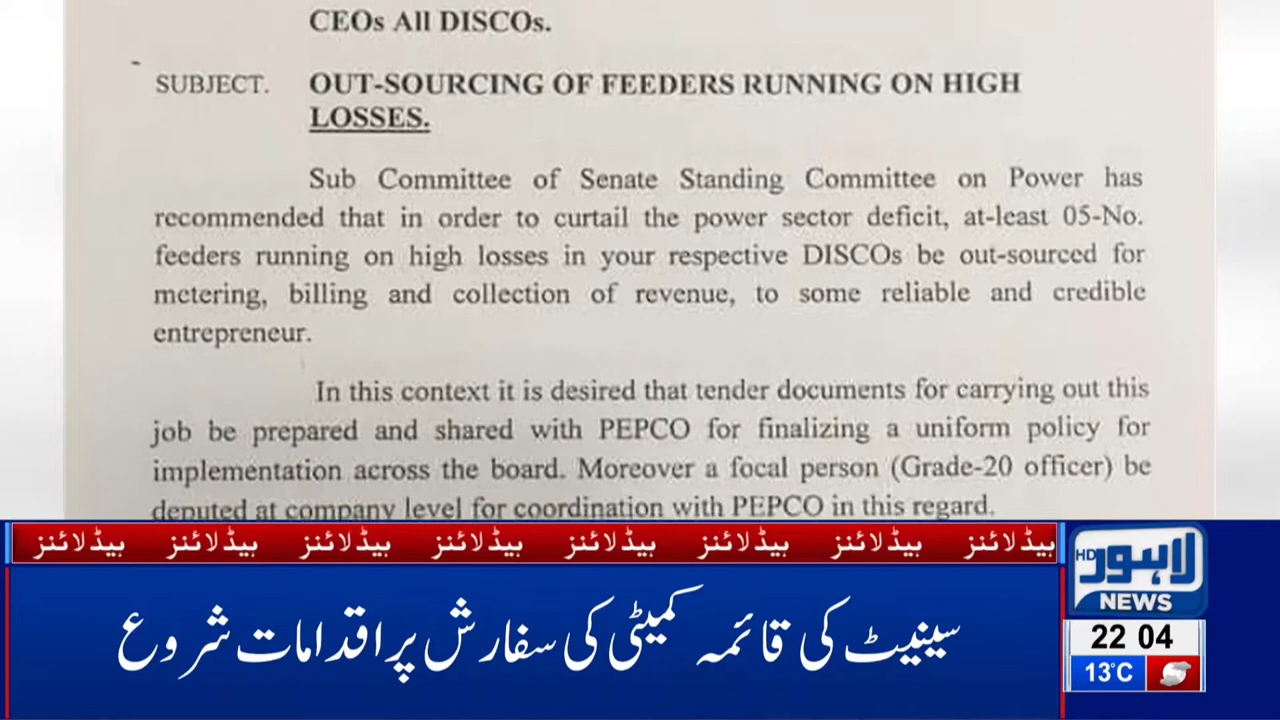 CEOs All DISCOs.
SUBJECT. OUT-SOURCING OF FEEDERS RUNNING ON HIGH
LOSSES.
Sub Committee of Senate Standing Committee on Power has
recommended that in order to curtail the power sector deficit, at-least 05-No.
feeders running on high losses in your respective DISCOs be out-sourced for
metering, billing and collection of revenue, to some reliable and credible
entrepreneur.
In this context it is desired that tender documents for carrying out this
job be prepared and shared with PEPCO for finalizing a uniform policy for
implementation across the board. Moreover a focal person (Grade-20 officer) be
deputed at company level for coordination with PEPCO in this regard.
ہیڈلائنز ہیڈلائنز ہیڈلائنز ہیڈلائنز ہیڈلائنز ہیڈلائنز ہیڈلائنز ہیڈلائنز
سینیٹ کی قائمہ کمیٹی کی سفارش پر اقدامات شروع
HD لاہور
NEWS
22 04
13°C